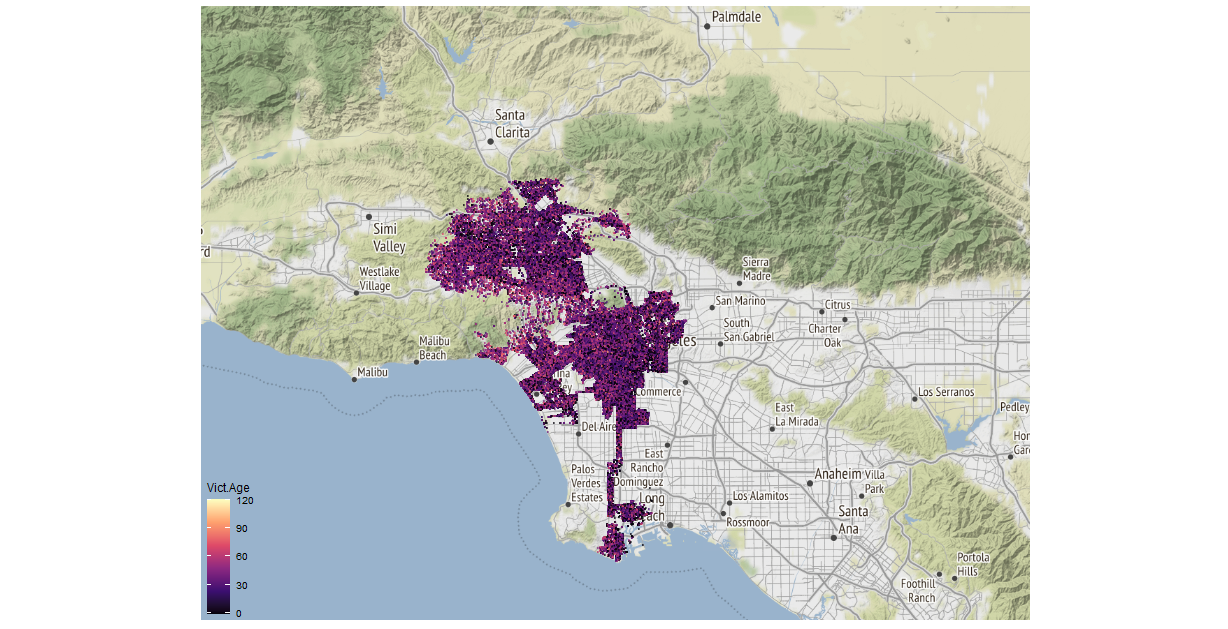 Palmdale
Santa
Clarita
Simi
Valley
rd
Westlake
Village
Sierra
Madre
San Marino
Citrus
South
San Gabriel
Charter
Oak
Malibu
Beach
Malibu
Commerce
Los Serranos
East
La Mirada
Pedley
Del Aire
East
Rancho
Dominguez
Palos
Verdes
Estates
Long
each
Anaheim
Villa
Park
Los Alamitos
Rossmoor
Santa
Ana
Portola
Hills
Foothill
Ranch
Vict.Age
120
90
60
30
0